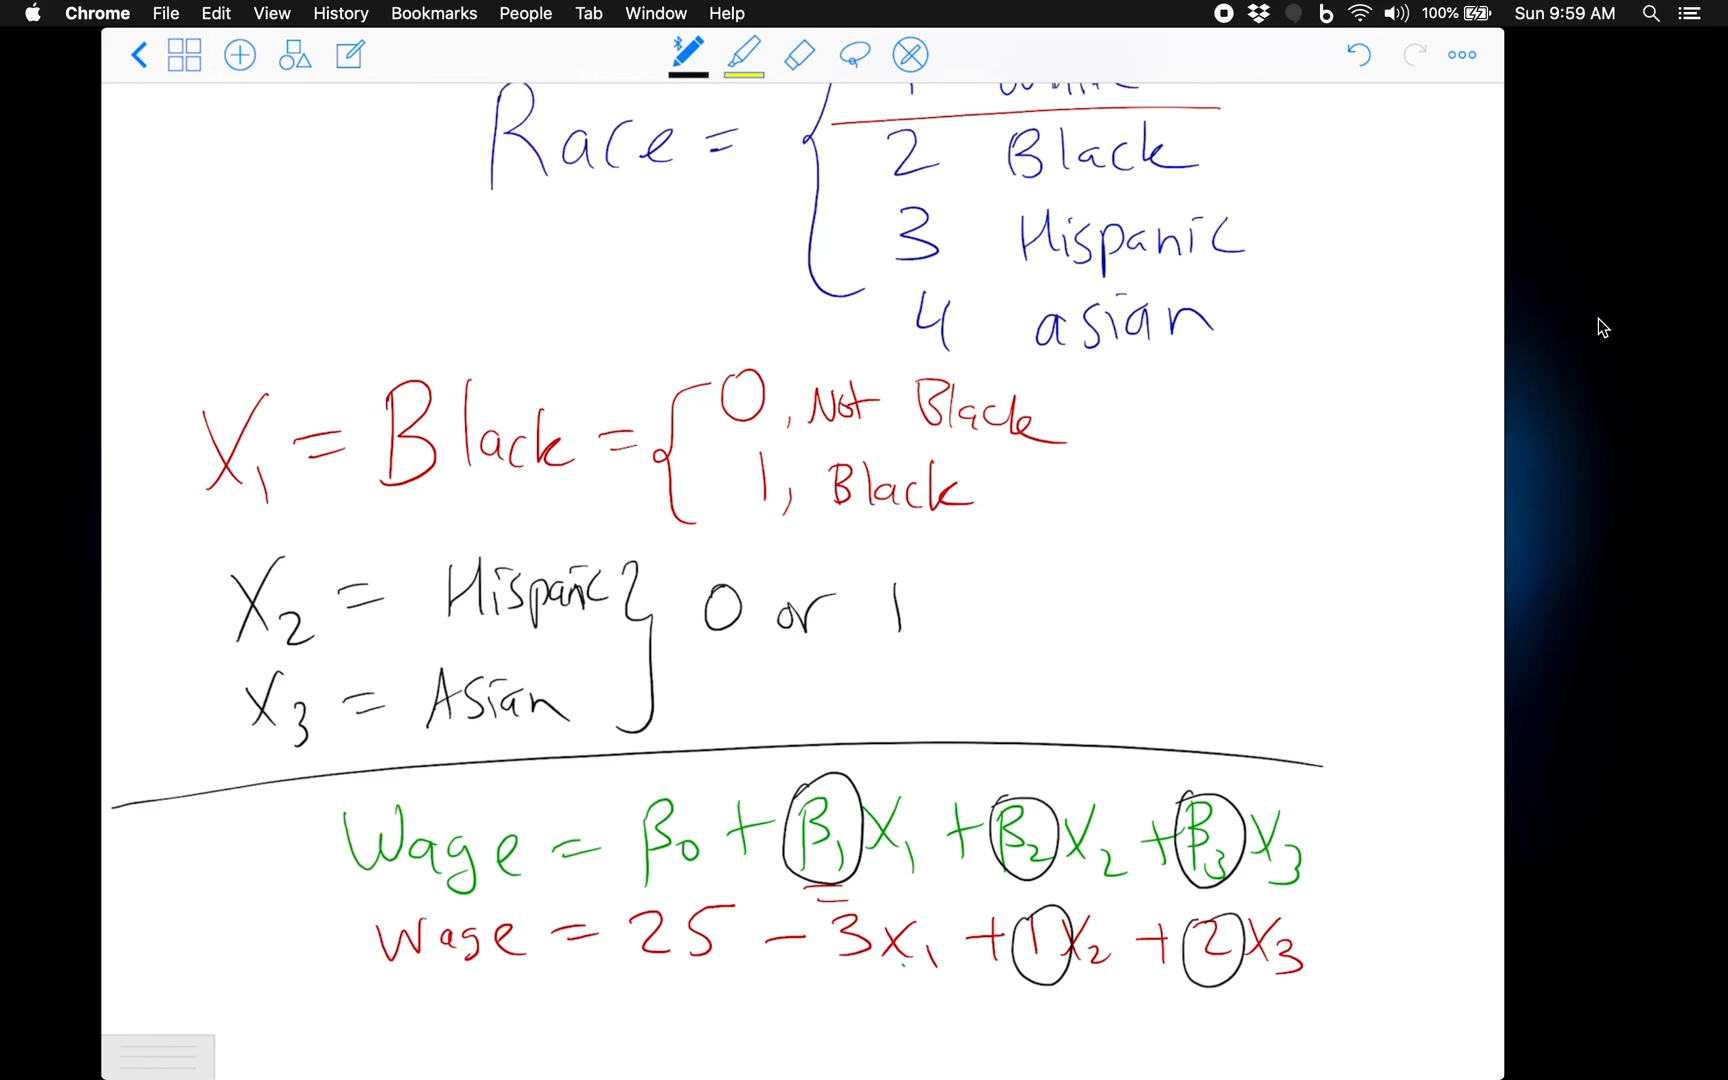 Chrome File Edit View History Bookmarks People Tab Window Help 100% Sun 9:59 AM
Race = {
2 Black
3 Hispanic
4 asian
X₁ = Black = { 0, Not Black
1, Black
X₂ = Hispanic } 0 or 1
X₃ = Asian
Wage = β₀ + β₁X₁ + β₂X₂ + β₃X₃
Wage = 25 - 3X₁ + 1X₂ + 2X₃